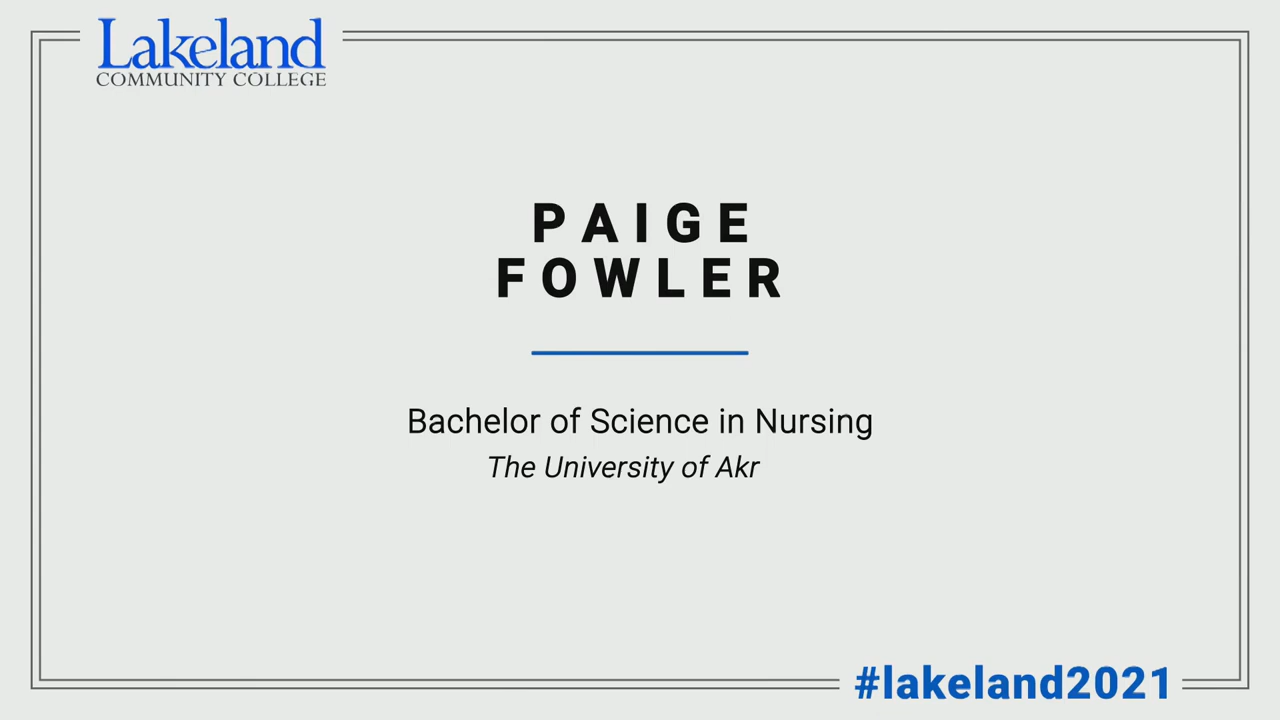 Lakeland
COMMUNITY COLLEGE
PAIGE
FOWLER
Bachelor of Science in Nursing
The University of Akr
#lakeland2021